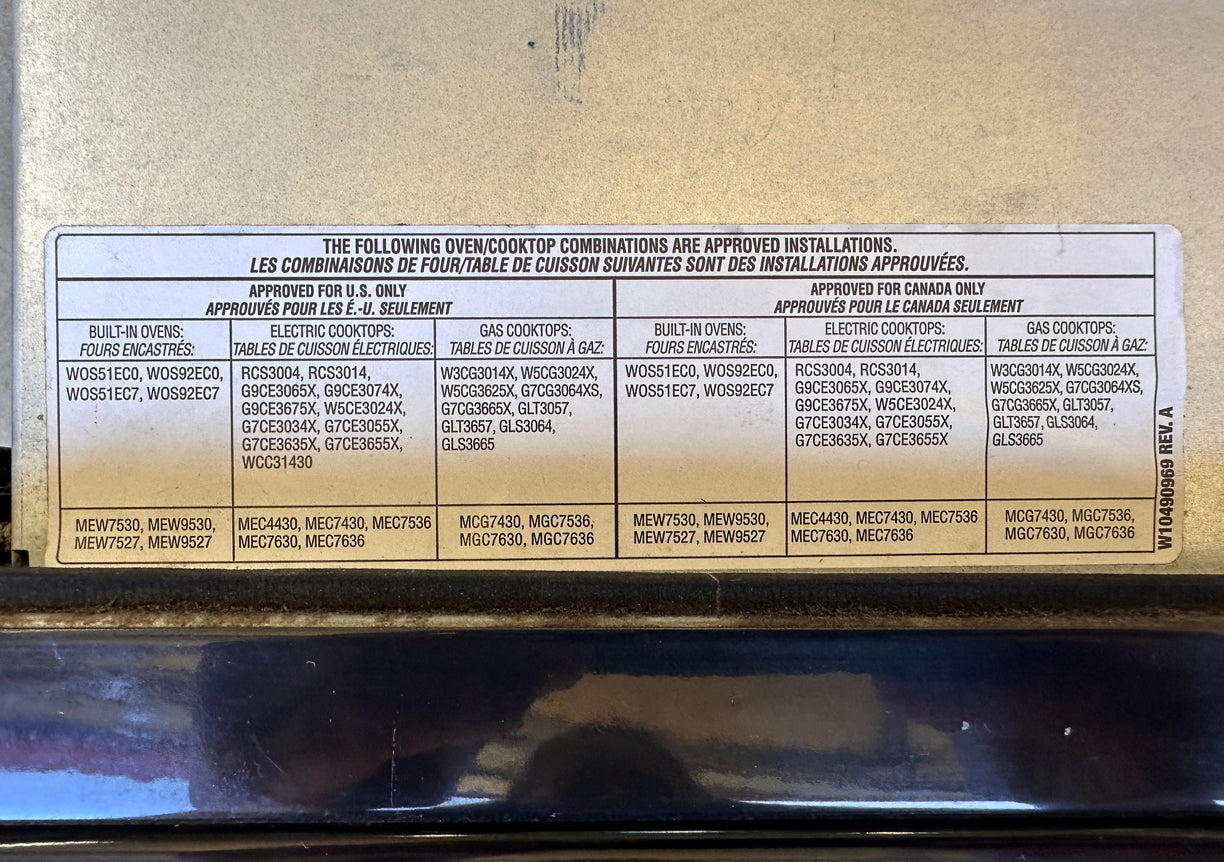 THE FOLLOWING OVEN/COOKTOP COMBINATIONS ARE APPROVED INSTALLATIONS.
LES COMBINAISONS DE FOUR/TABLE DE CUISSON SUIVANTES SONT DES INSTALLATIONS APPROUVÉES.
APPROVED FOR U.S. ONLY
APPROUVÉS POUR LES É.-U. SEULEMENT
APPROVED FOR CANADA ONLY
APPROUVÉS POUR LE CANADA SEULEMENT
BUILT-IN OVENS:
FOURS ENCASTRÉS:
ELECTRIC COOKTOPS:
TABLES DE CUISSON ÉLECTRIQUES:
GAS COOKTOPS:
TABLES DE CUISSON À GAZ:
BUILT-IN OVENS:
FOURS ENCASTRÉS:
ELECTRIC COOKTOPS:
TABLES DE CUISSON ÉLECTRIQUES:
GAS COOKTOPS:
TABLES DE CUISSON À GAZ:
WOS51EC0, WOS92EC0,
WOS51EC7, WOS92EC7
RCS3004, RCS3014,
G9CE3065X, G9CE3074X,
G9CE3675X, W5CE3024X,
G7CE3034X, G7CE3055X,
G7CE3635X, G7CE3655X,
WCC31430
W3CG3014X, W5CG3024X,
W5CG3625X, G7CG3064XS,
G7CG3665X, GLT3057,
GLT3657, GLS3064,
GLS3665
WOS51EC0, WOS92EC0,
WOS51EC7, WOS92EC7
RCS3004, RCS3014,
G9CE3065X, G9CE3074X,
G9CE3675X, W5CE3024X,
G7CE3034X, G7CE3055X,
G7CE3635X, G7CE3655X
W3CG3014X, W5CG3024X,
W5CG3625X, G7CG3064XS,
G7CG3665X, GLT3057,
GLT3657, GLS3064,
GLS3665
MEW7530, MEW9530,
MEW7527, MEW9527
MEC4430, MEC7430, MEC7536
MEC7630, MEC7636
MCG7430, MGC7536,
MGC7630, MGC7636
MEW7530, MEW9530,
MEW7527, MEW9527
MEC4430, MEC7430, MEC7536
MEC7630, MEC7636
MCG7430, MGC7536,
MGC7630, MGC7636
W10490969 REV. A